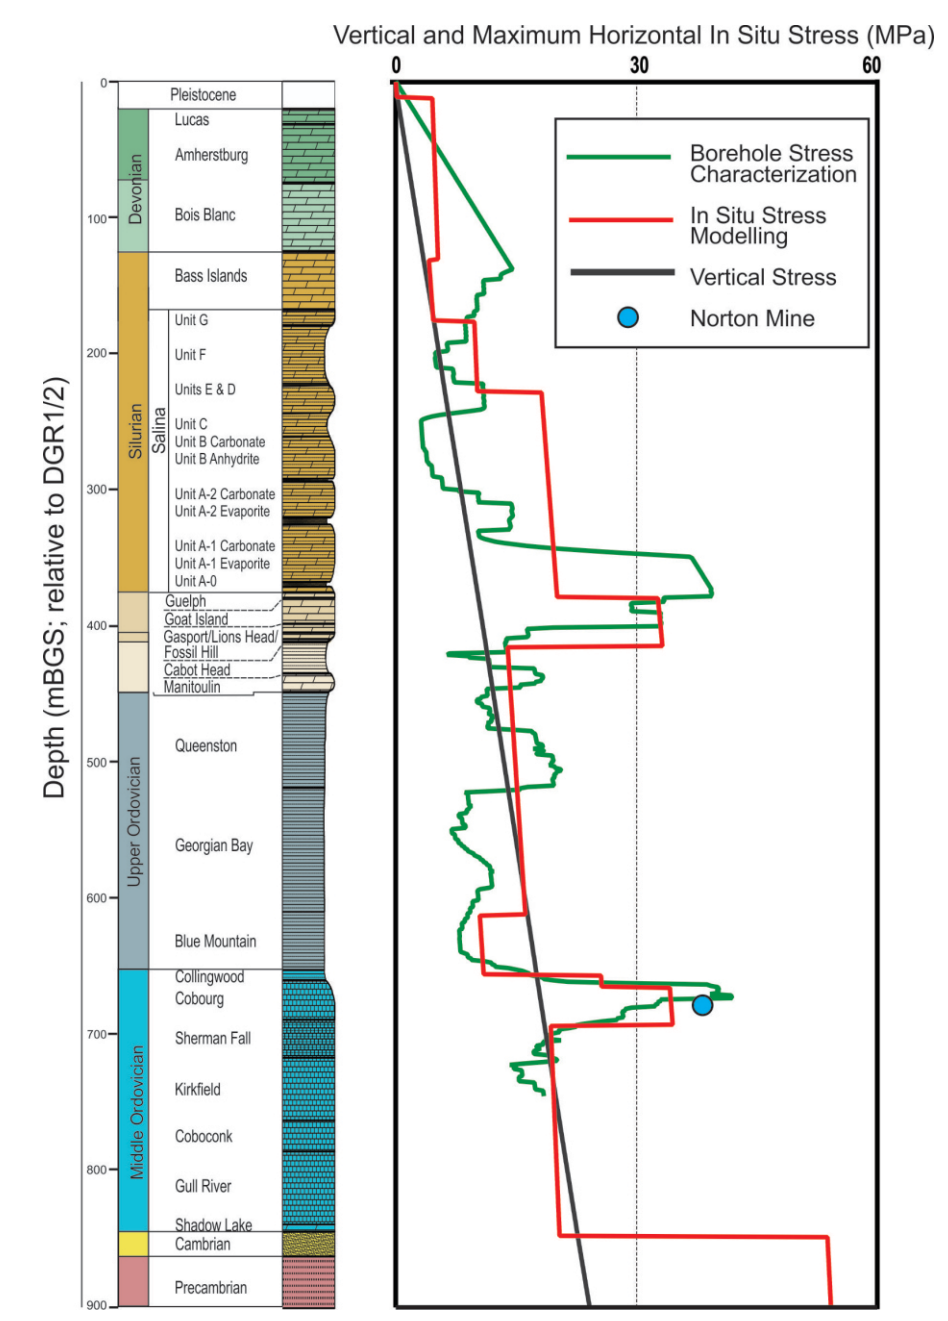 Vertical and Maximum Horizontal In Situ Stress (MPa)
0 30 60
Depth (mBGS; relative to DGR1/2)
0
100
200
300
400
500
600
700
800
900
Devonian
Silurian
Salina
Upper Ordovician
Middle Ordovician
Pleistocene
Lucas
Amherstburg
Bois Blanc
Bass Islands
Unit G
Unit F
Units E & D
Unit C
Unit B Carbonate
Unit B Anhydrite
Unit A-2 Carbonate
Unit A-2 Evaporite
Unit A-1 Carbonate
Unit A-1 Evaporite
Unit A-0
Guelph
Goat Island
Gasport/Lions Head/
Fossil Hill
Cabot Head
Manitoulin
Queenston
Georgian Bay
Blue Mountain
Collingwood
Cobourg
Sherman Fall
Kirkfield
Coboconk
Gull River
Shadow Lake
Cambrian
Precambrian
Borehole Stress
Characterization
In Situ Stress
Modelling
Vertical Stress
Norton Mine